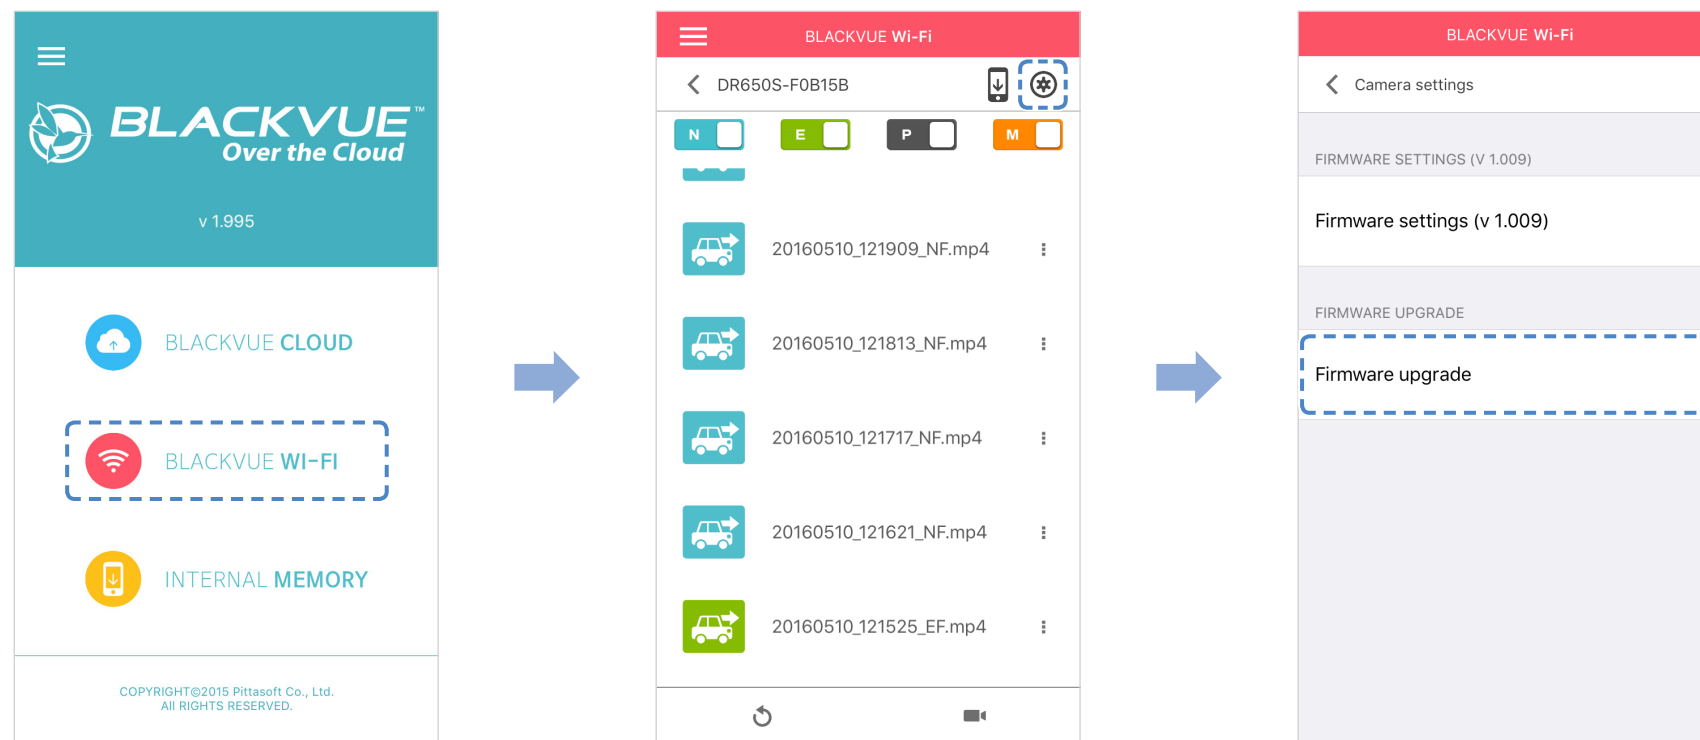 BLACKVUE™
Over the Cloud
v 1.995
BLACKVUE CLOUD
BLACKVUE WI-FI
INTERNAL MEMORY
COPYRIGHT©2015 Pittasoft Co., Ltd.
All RIGHTS RESERVED.
BLACKVUE Wi-Fi
DR650S-F0B15B
N E P M
20160510_121909_NF.mp4
20160510_121813_NF.mp4
20160510_121717_NF.mp4
20160510_121621_NF.mp4
20160510_121525_EF.mp4
BLACKVUE Wi-Fi
Camera settings
FIRMWARE SETTINGS (V 1.009)
Firmware settings (v 1.009)
FIRMWARE UPGRADE
Firmware upgrade